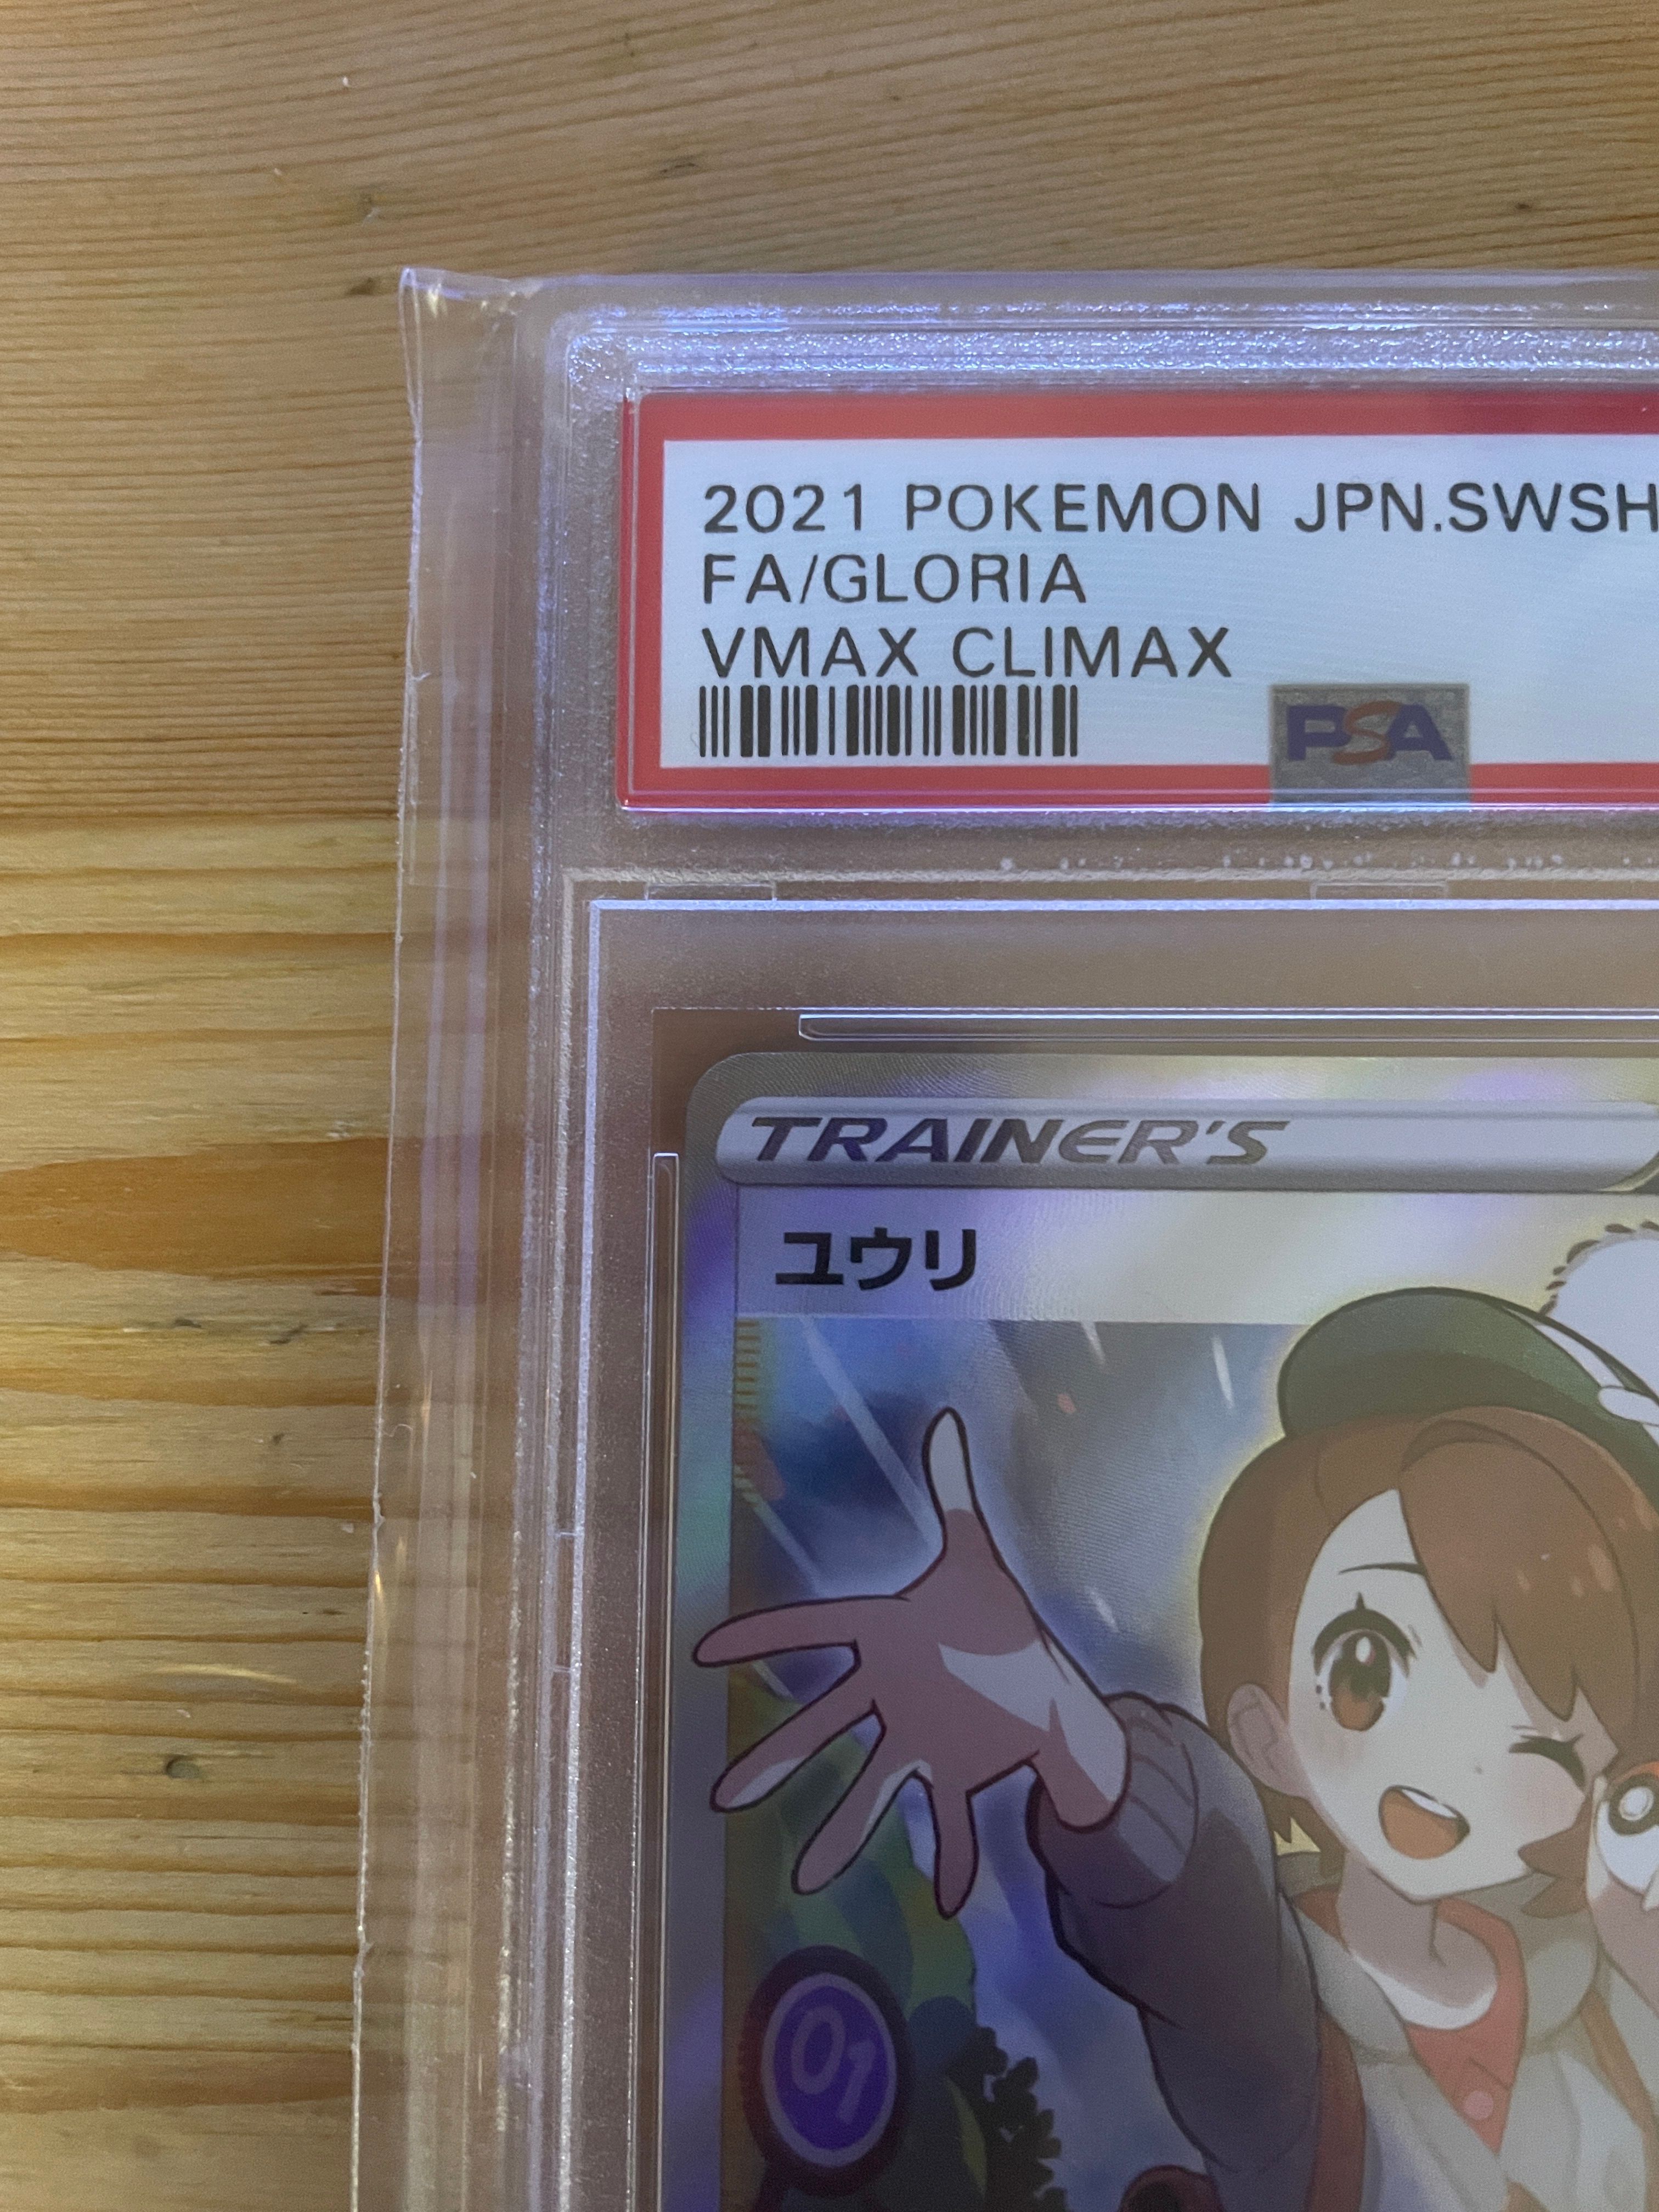 2021 POKEMON JPN.SWSH
FA/GLORIA
VMAX CLIMAX
PSA
TRAINER'S
ユウリ
01